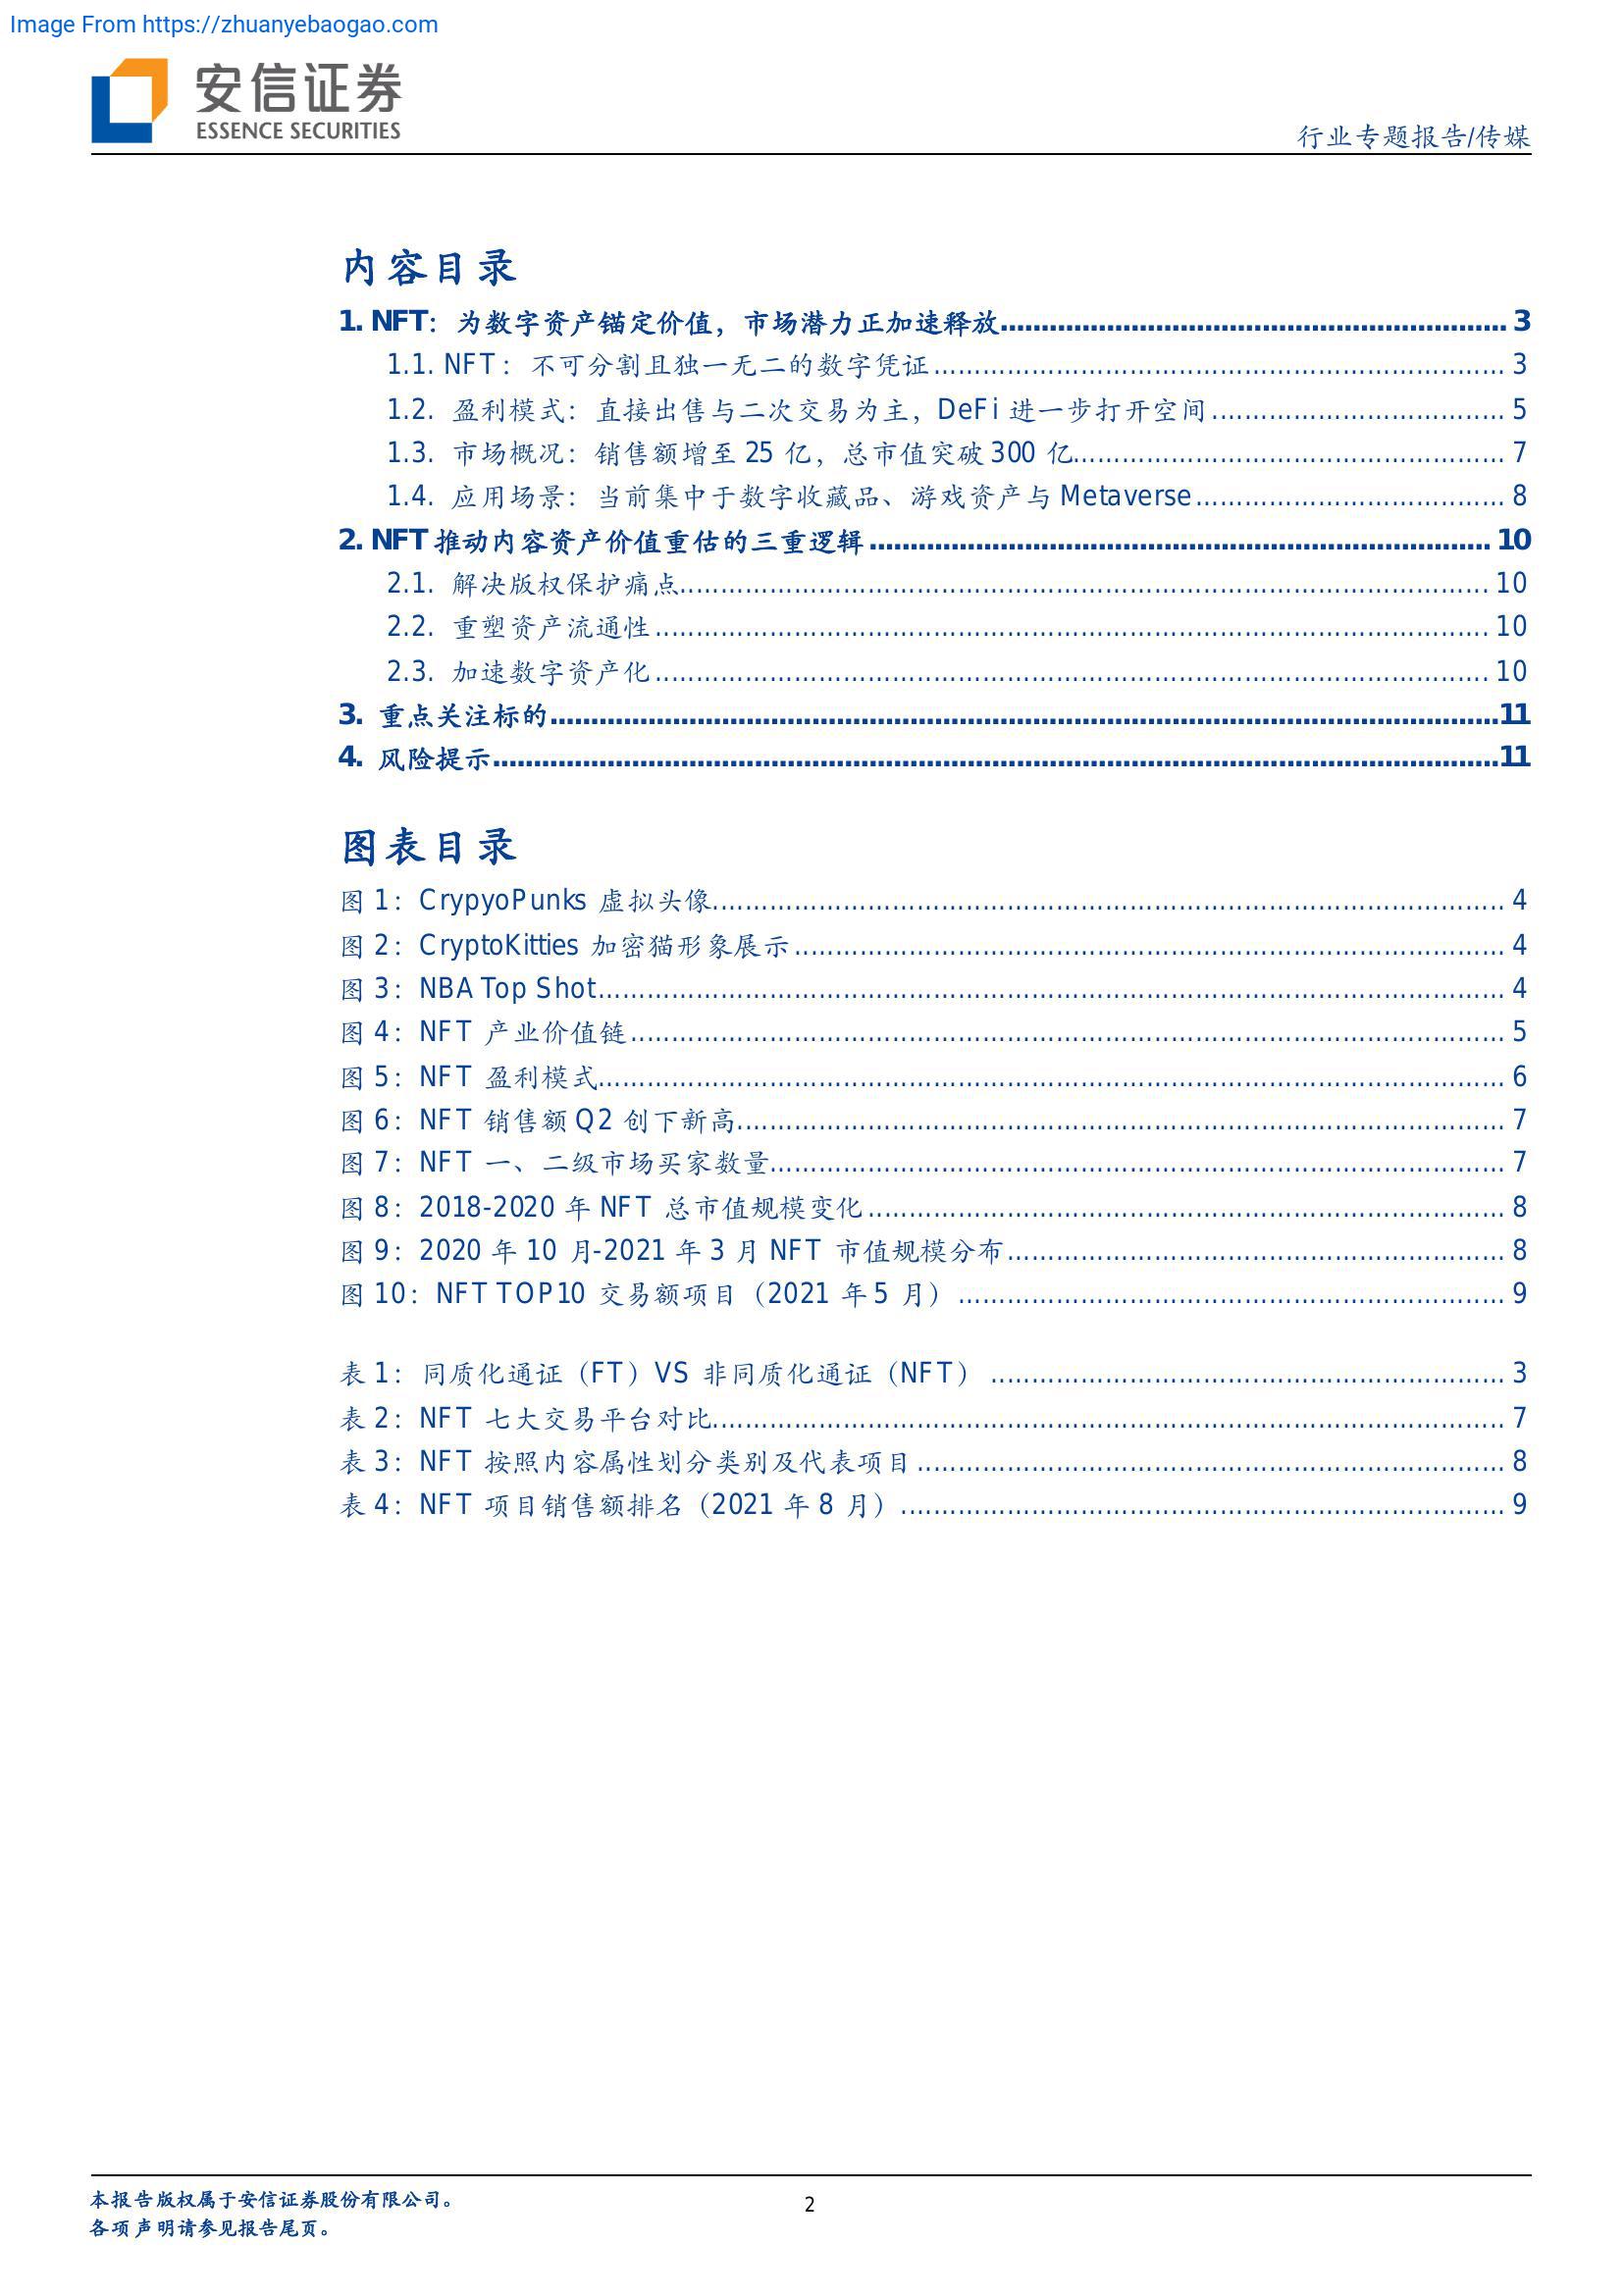 Image From https://zhuanyebaogao.com
安信证券
ESSENCE SECURITIES
行业专题报告/传媒
内容目录
1. NFT：为数字资产锚定价值，市场潜力正加速释放 3
1.1. NFT：不可分割且独一无二的数字凭证 3
1.2. 盈利模式：直接出售与二次交易为主，DeFi 进一步打开空间 5
1.3. 市场概况：销售额增至 25 亿，总市值突破 300 亿 7
1.4. 应用场景：当前集中于数字收藏品、游戏资产与 Metaverse 8
2. NFT 推动内容资产价值重估的三重逻辑 10
2.1. 解决版权保护痛点 10
2.2. 重塑资产流通性 10
2.3. 加速数字资产化 10
3. 重点关注标的 11
4. 风险提示 11
图表目录
图 1：CrypyoPunks 虚拟头像 4
图 2：CryptoKitties 加密猫形象展示 4
图 3：NBA Top Shot 4
图 4：NFT 产业价值链 5
图 5：NFT 盈利模式 6
图 6：NFT 销售额 Q2 创下新高 7
图 7：NFT 一、二级市场买家数量 7
图 8：2018-2020 年 NFT 总市值规模变化 8
图 9：2020 年 10 月-2021 年 3 月 NFT 市值规模分布 8
图 10：NFT TOP10 交易额项目（2021 年 5 月） 9
表 1：同质化通证（FT）VS 非同质化通证（NFT） 3
表 2：NFT 七大交易平台对比 7
表 3：NFT 按照内容属性划分类别及代表项目 8
表 4：NFT 项目销售额排名（2021 年 8 月） 9
本报告版权属于安信证券股份有限公司。
2
各项声明请参见报告尾页。